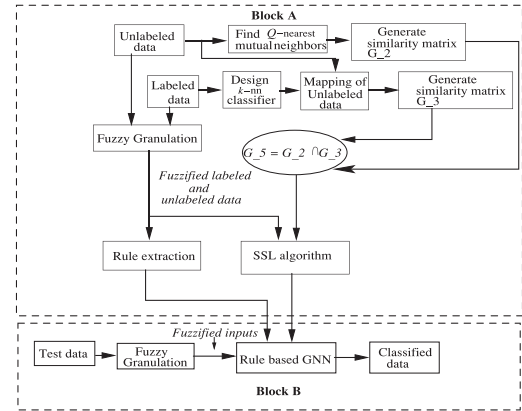 Block A
Unlabeled
data
Find Q-nearest
mutual neighbors
Generate
similarity matrix
G_2
Labeled
data
Design
k-nn
classifier
Mapping of
Unlabeled
data
Generate
similarity matrix
G_3
Fuzzy Granulation
G_5 = G_2 ∩ G_3
Fuzzified labeled
and
unlabeled data
Rule extraction
SSL algorithm
Fuzzified inputs
Test data
Fuzzy
Granulation
Rule based GNN
Classified
data
Block B